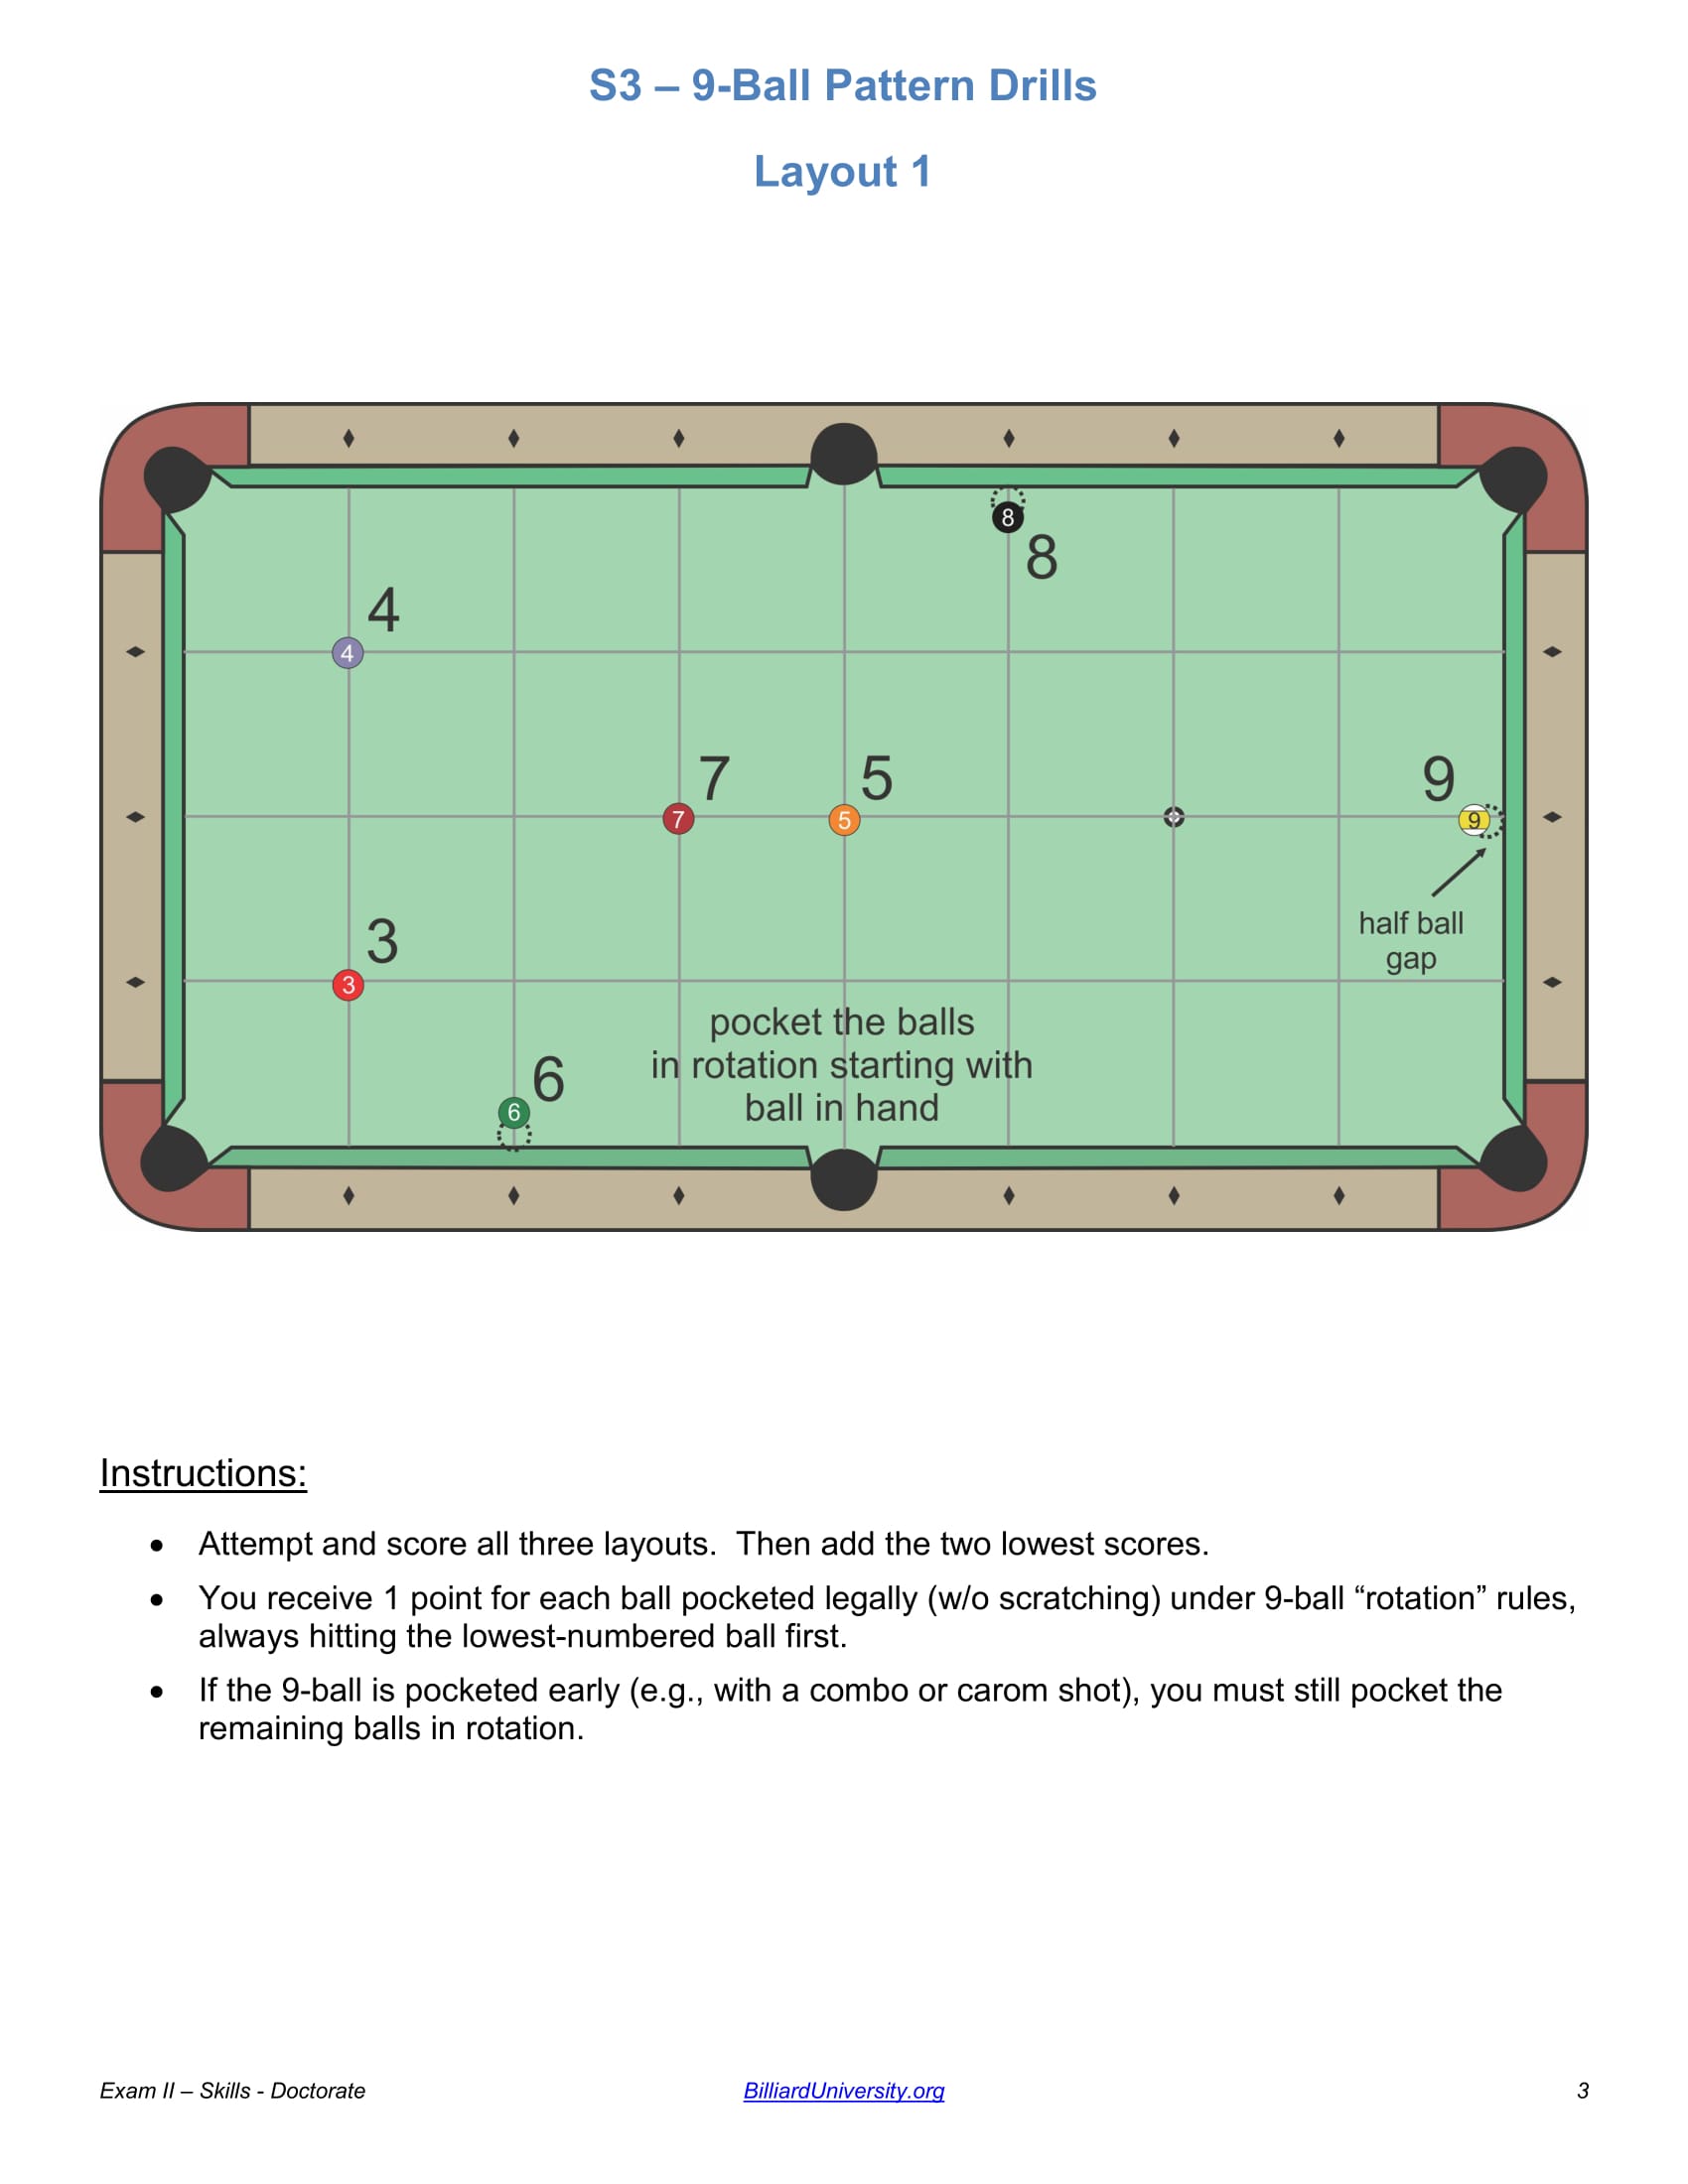 S3 – 9-Ball Pattern Drills
Layout 1
8
8
4
4
7
5
9
7
5
9
half ball
gap
3
3
pocket the balls
in rotation starting with
ball in hand
6
6
Instructions:
• Attempt and score all three layouts.  Then add the two lowest scores.
• You receive 1 point for each ball pocketed legally (w/o scratching) under 9-ball “rotation” rules,
always hitting the lowest-numbered ball first.
• If the 9-ball is pocketed early (e.g., with a combo or carom shot), you must still pocket the
remaining balls in rotation.
Exam II – Skills - Doctorate BilliardUniversity.org 3